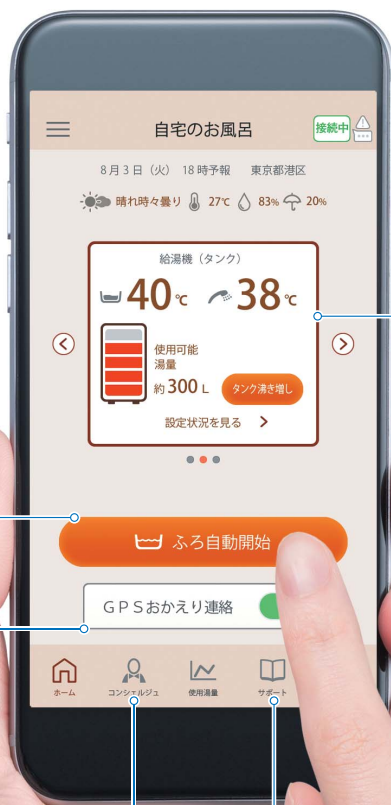 自宅のお風呂
接続中
8月3日（火） 18時予報 東京都港区
晴れ時々曇り 27℃ 83% 20%
給湯機（タンク）
40℃ 38℃
使用可能
湯量
約300L
タンク沸き増し
設定状況を見る
ふろ自動開始
GPSおかえり連絡
ホーム コンシェルジュ 使用湯量 サポート